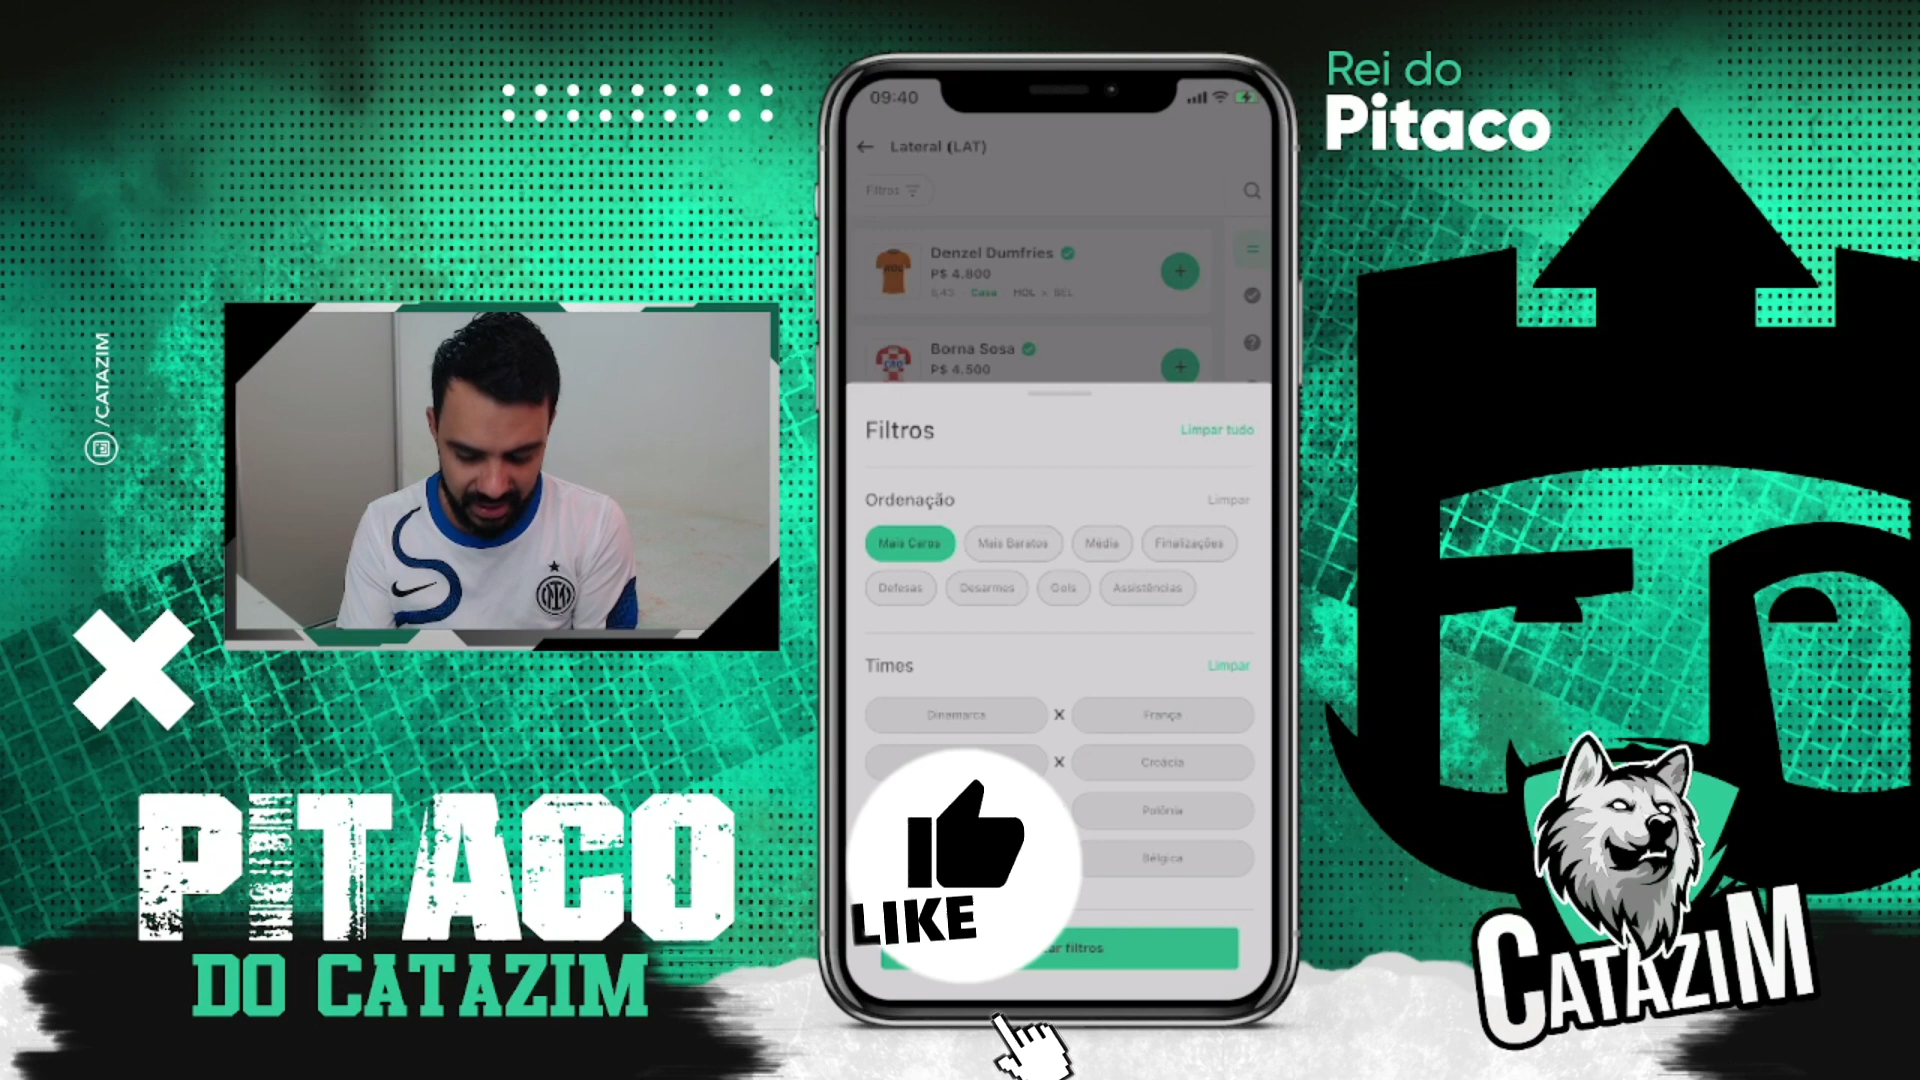 Rei do
Pitaco
/CATAZIM
09:40
Lateral (LAT)
Filtros
Denzel Dumfries
P$ 4.800
Casa HOL x BEL
Borna Sosa
P$ 4.500
Filtros
Limpar tudo
Ordenação
Limpar
Mais Caros
Mais Baratos
Média
Finalizações
Defesas
Desarmes
Gols
Assistências
Times
Limpar
Dinamarca
X
França
X
Croácia
Polônia
Bélgica
filtros
LIKE
PITACO
DO CATAZIM
CATAZIM